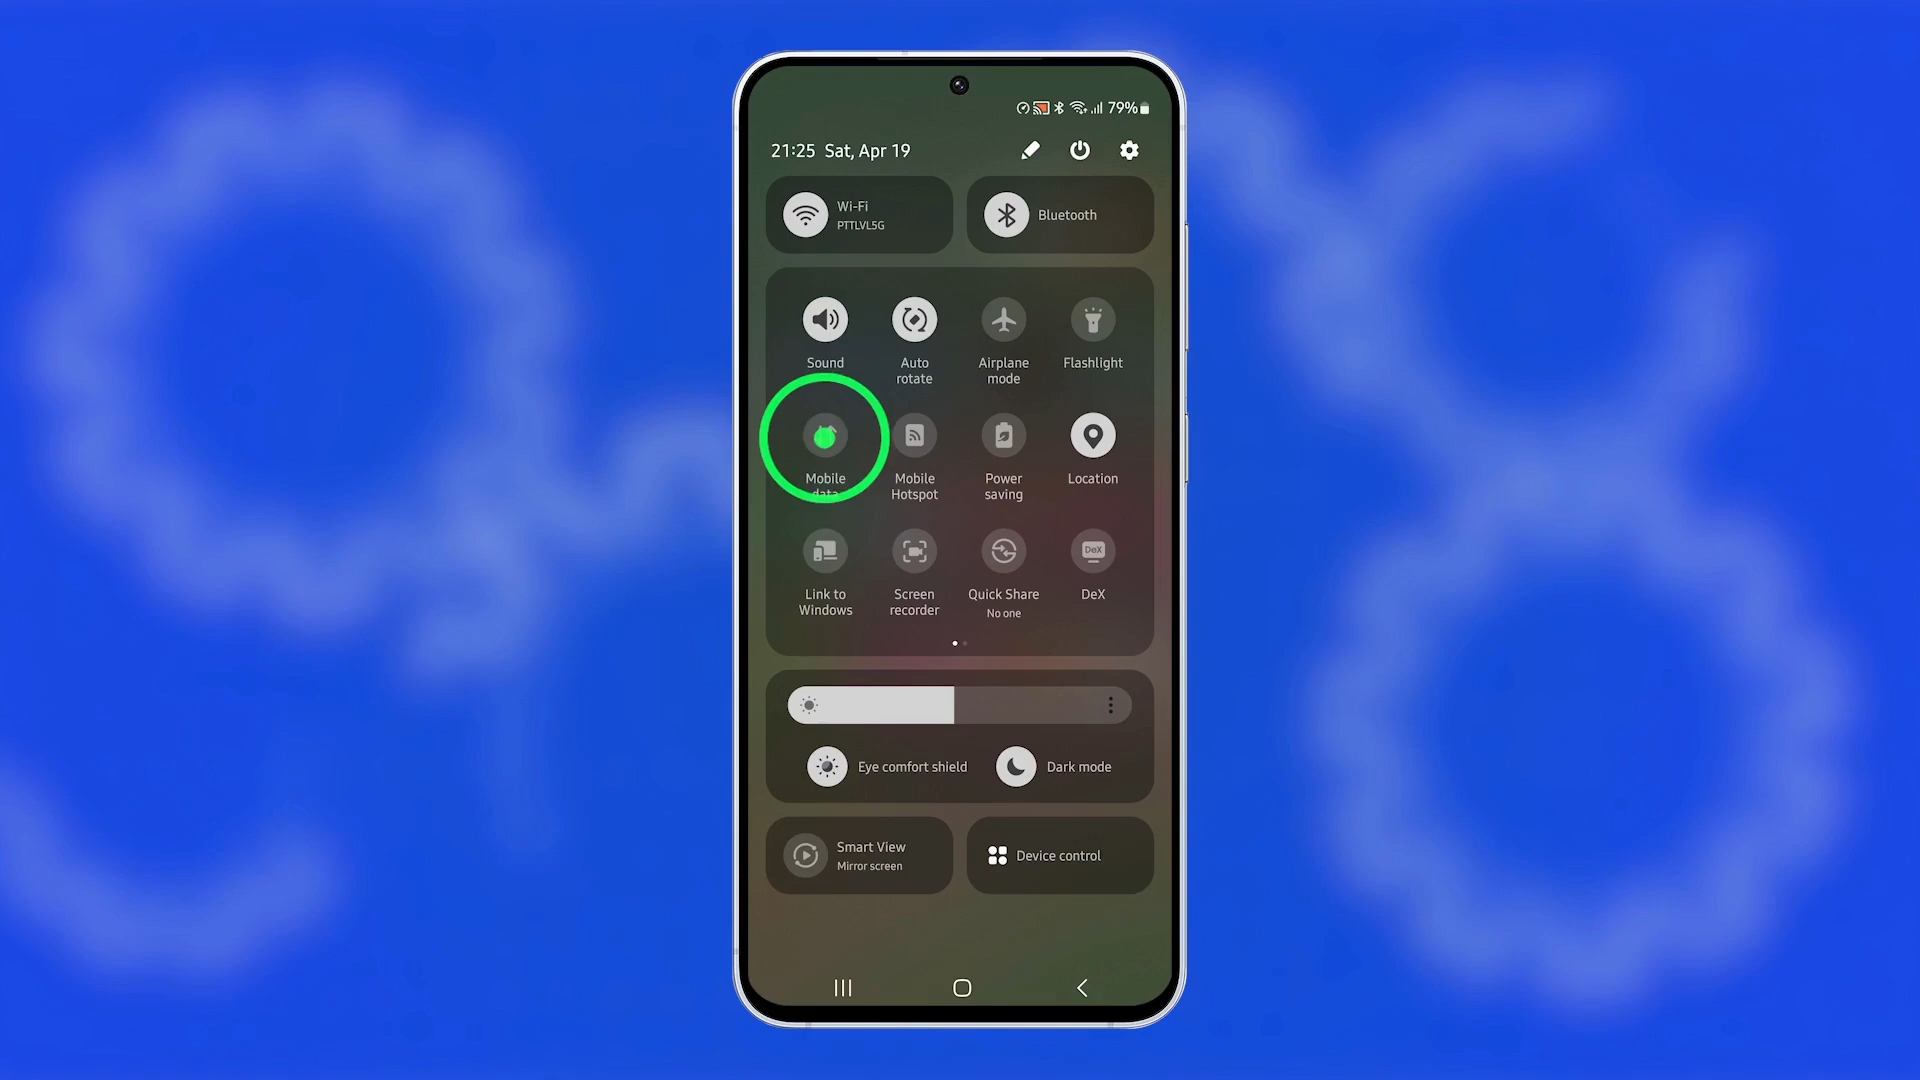 79%
21:25 Sat, Apr 19
Wi-Fi
PTTLVL5G
Bluetooth
Sound
Auto
rotate
Airplane
mode
Flashlight
Mobile
data
Mobile
Hotspot
Power
saving
Location
Link to
Windows
Screen
recorder
Quick Share
No one
DeX
DeX
Eye comfort shield
Dark mode
Smart View
Mirror screen
Device control